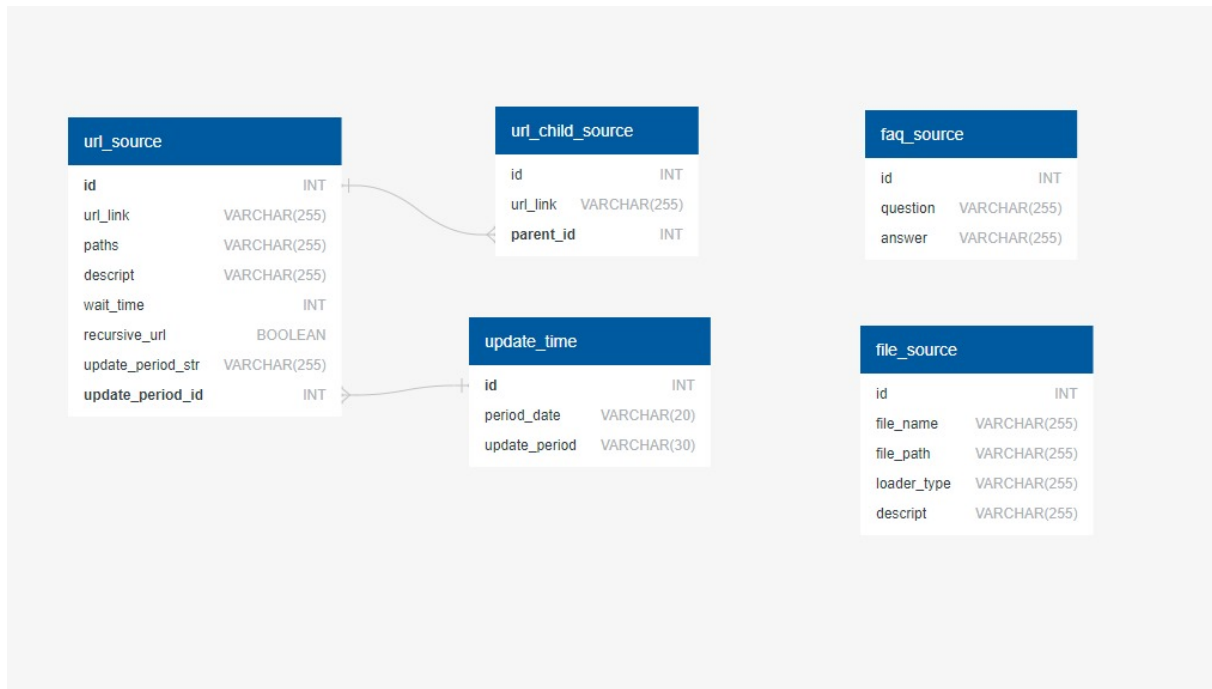 url_source
id INT
url_link VARCHAR(255)
paths VARCHAR(255)
descript VARCHAR(255)
wait_time INT
recursive_url BOOLEAN
update_period_str VARCHAR(255)
update_period_id INT
url_child_source
id INT
url_link VARCHAR(255)
parent_id INT
update_time
id INT
period_date VARCHAR(20)
update_period VARCHAR(30)
faq_source
id INT
question VARCHAR(255)
answer VARCHAR(255)
file_source
id INT
file_name VARCHAR(255)
file_path VARCHAR(255)
loader_type VARCHAR(255)
descript VARCHAR(255)